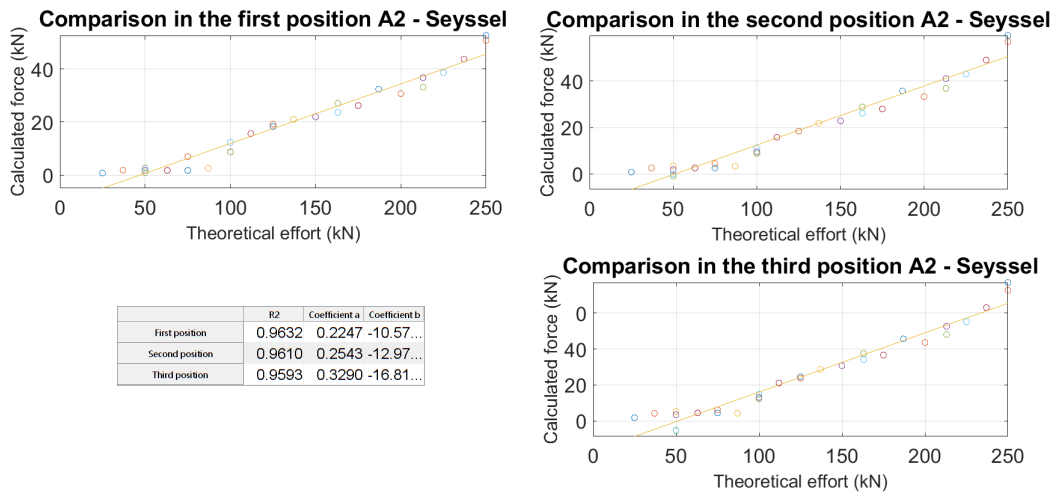 Comparison in the first position A2 - Seyssel
Calculated force (kN)
40
20
0
0 50 100 150 200 250
Theoretical effort (kN)
Comparison in the second position A2 - Seyssel
Calculated force (kN)
40
20
0
0 50 100 150 200 250
Theoretical effort (kN)
R2 Coefficient a Coefficient b
First position 0.9632 0.2247 -10.57...
Second position 0.9610 0.2543 -12.97...
Third position 0.9593 0.3290 -16.81...
Comparison in the third position A2 - Seyssel
Calculated force (kN)
0
40
20
0
0 50 100 150 200 250
Theoretical effort (kN)